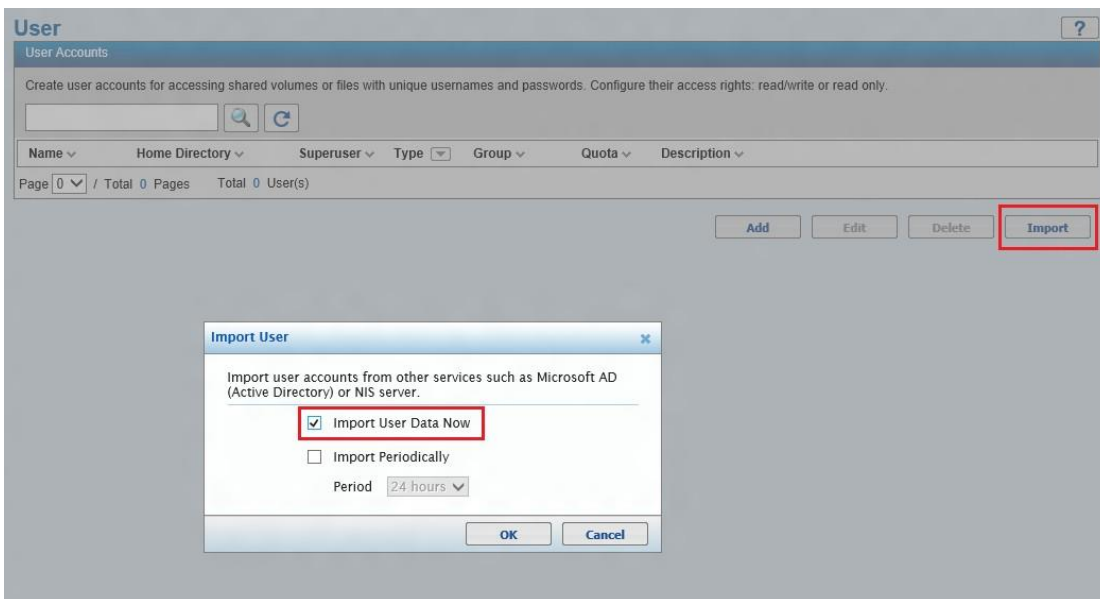 User
?
User Accounts
Create user accounts for accessing shared volumes or files with unique usernames and passwords. Configure their access rights: read/write or read only.
Name Home Directory Superuser Type Group Quota Description
Page 0 / Total 0 Pages Total 0 User(s)
Add Edit Delete Import
Import User
Import user accounts from other services such as Microsoft AD
(Active Directory) or NIS server.
Import User Data Now
Import Periodically
Period 24 hours
OK Cancel